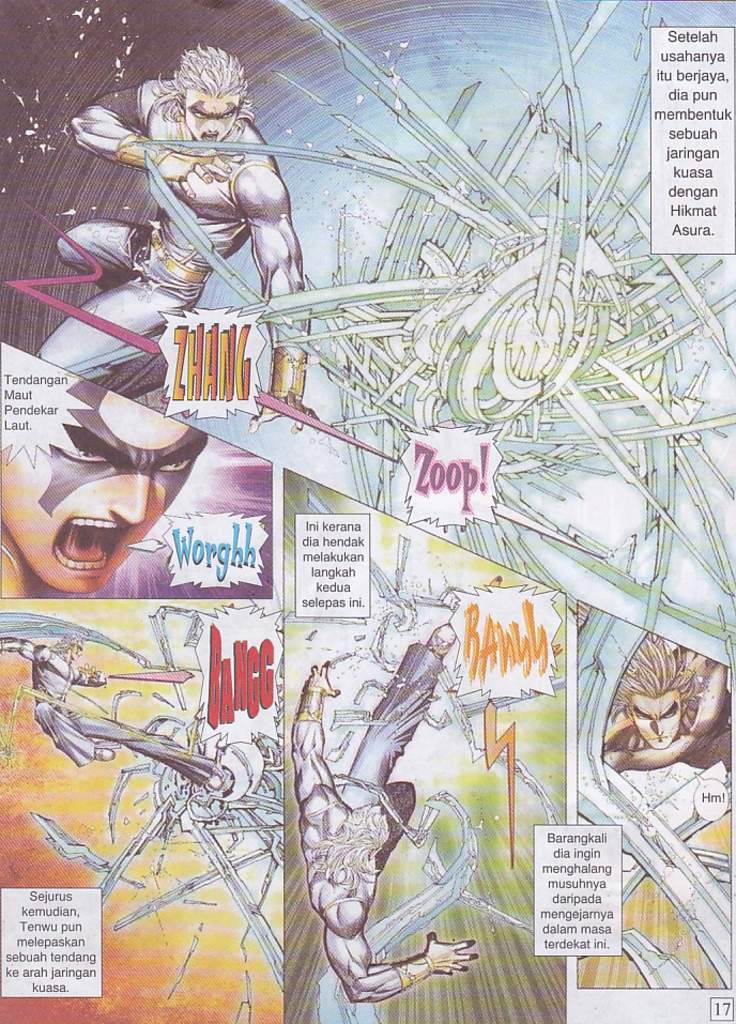 Setelah
usahanya
itu berjaya,
dia pun
membentuk
sebuah
jaringan
kuasa
dengan
Hikmat
Asura.
ZHANG
Zoop!
Tendangan
Maut
Pendekar
Laut.
Worghh
BANGG
Sejurus
kemudian,
Tenwu pun
melepaskan
sebuah tendang
ke arah jaringan
kuasa.
Ini kerana
dia hendak
melakukan
langkah
kedua
selepas ini.
Barangkali
dia ingin
menghalang
musuhnya
daripada
mengejarnya
dalam masa
terdekat ini.
Hm!
17